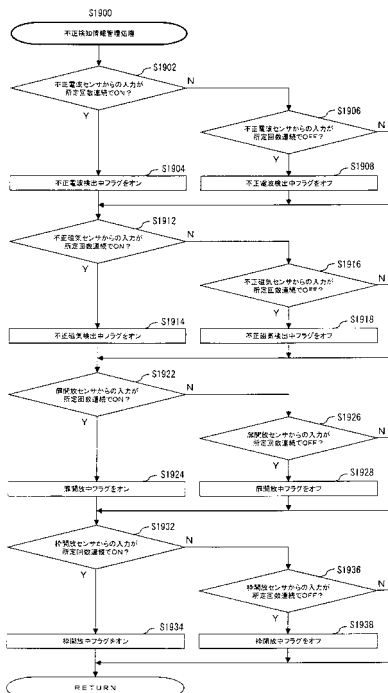 S1900
不正検知情報管理処理
S1902
不正電波センサからの入力が
所定回数連続でON?
N
Y
S1906
不正電波センサからの入力が
所定回数連続でOFF?
N
Y
S1904
不正電波検出中フラグをオン
S1908
不正電波検出中フラグをオフ
S1912
不正磁気センサからの入力が
所定回数連続でON?
N
Y
S1916
不正磁気センサからの入力が
所定回数連続でOFF?
N
Y
S1914
不正磁気検出中フラグをオン
S1918
不正磁気検出中フラグをオフ
S1922
扉開放センサからの入力が
所定回数連続でON?
N
Y
S1926
扉開放センサからの入力が
所定回数連続でOFF?
N
Y
S1924
扉開放中フラグをオン
S1928
扉開放中フラグをオフ
S1932
枠開放センサからの入力が
所定回数連続でON?
N
Y
S1936
枠開放センサからの入力が
所定回数連続でOFF?
N
Y
S1934
枠開放中フラグをオン
S1938
枠開放中フラグをオフ
RETURN